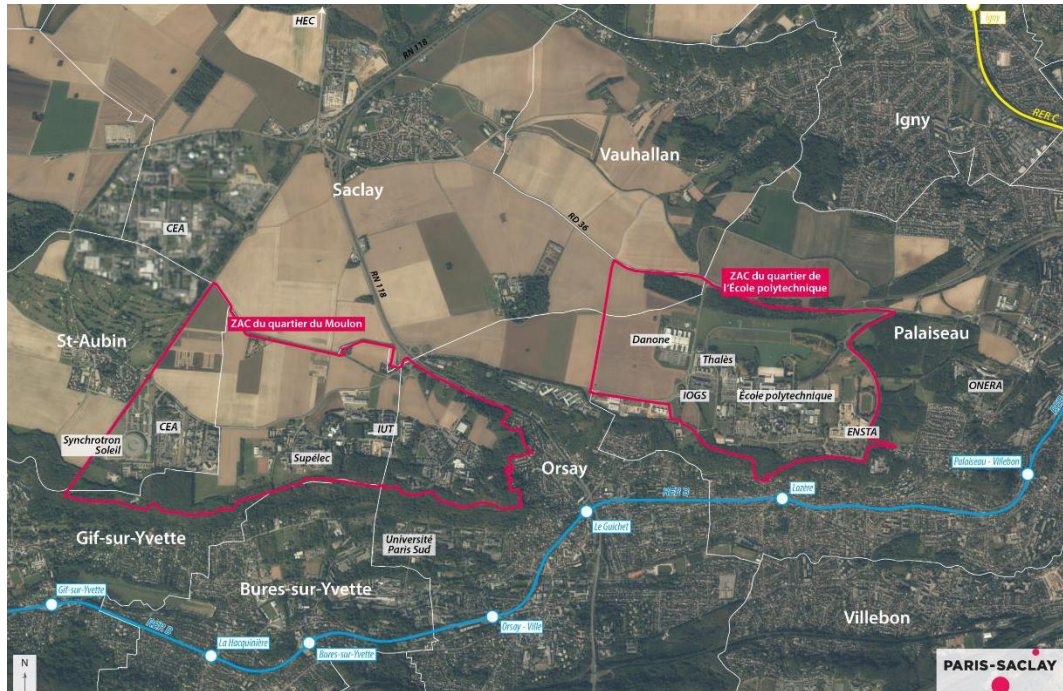 HEC
Igny
RN 118
RER C
Igny
Vauhallan
Saclay
CEA
RD 36
RN 118
ZAC du quartier de
l'École polytechnique
ZAC du quartier du Moulon
St-Aubin
Danone
Palaiseau
Thalès
ONERA
IOGS
École polytechnique
CEA
IUT
ENSTA
Synchrotron
Soleil
Supélec
Orsay
Palaiseau - Villebon
RER B
Lozère
Le Guichet
Gif-sur-Yvette
Université
Paris Sud
Bures-sur-Yvette
Gif-sur-Yvette
Orsay - Ville
Villebon
RER B
La Hacquinière
Bures-sur-Yvette
N
PARIS-SACLAY